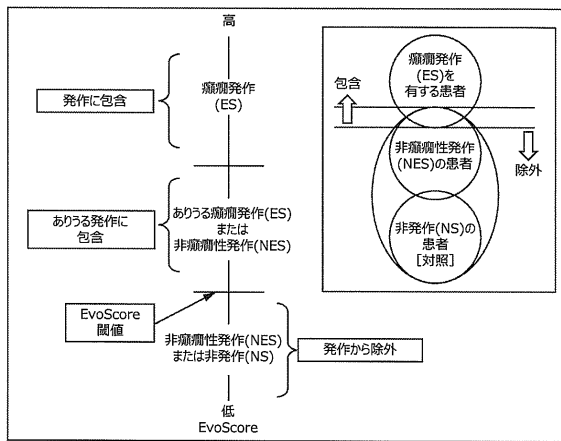 高
発作に包含
癲癇発作
(ES)
ありうる発作に
包含
ありうる癲癇発作(ES)
または
非癲癇性発作(NES)
EvoScore
閾値
非癲癇性発作(NES)
または非発作(NS)
発作から除外
低
EvoScore
包含
癲癇発作
(ES)を
有する患者
非癲癇性発作
(NES)の患者
除外
非発作(NS)の
患者
[対照]